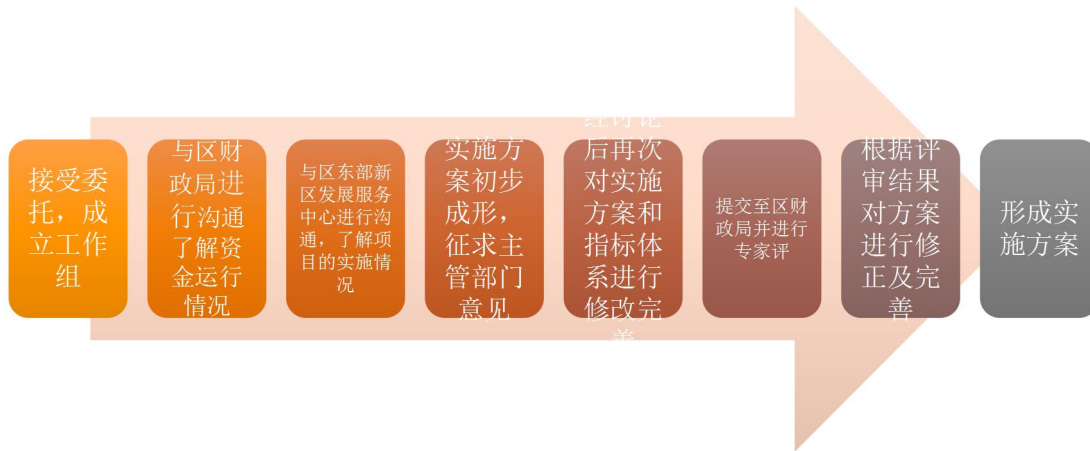 接受委
托，成
立工作
组
与区财
政局进
行沟通
了解资
金运行
情况
与区东部新
区发展服务
中心进行沟
通，了解项
目的实施情
况
实施方
案初步
成形，
征求主
管部门
意见
经讨论
后再次
对实施
方案和
指标体
系进行
修改完
善
提交至区财
政局并进行
专家评
根据评
审结果
对方案
进行修
正及完
善
形成实
施方案